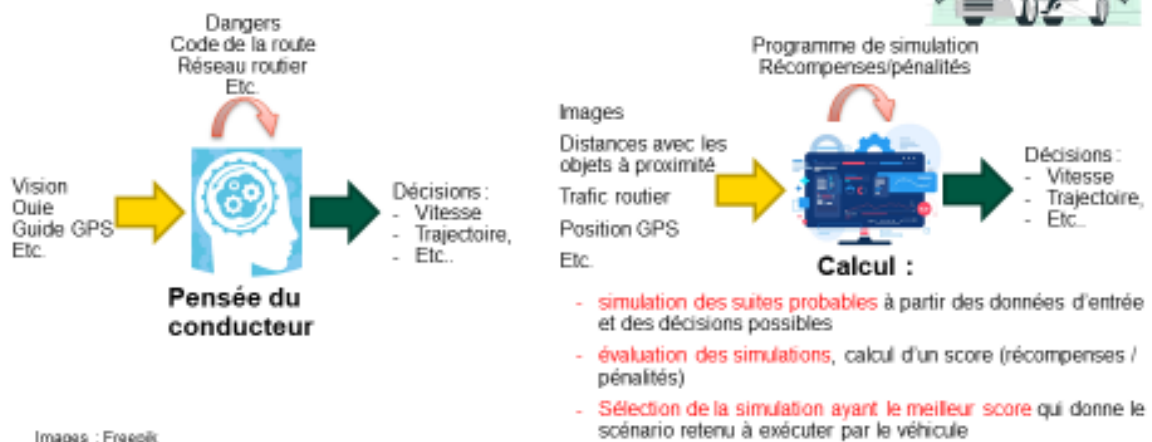 Dangers
Code de la route
Réseau routier
Etc.
Vision
Ouie
Guide GPS
Etc.
Décisions :
- Vitesse
- Trajectoire,
- Etc..
Pensée du
conducteur
Images : Freepik
Programme de simulation
Récompenses/pénalités
Images
Distances avec les
objets à proximité
Trafic routier
Position GPS
Etc.
Décisions :
- Vitesse
- Trajectoire,
- Etc..
Calcul :
- simulation des suites probables à partir des données d'entrée
et des décisions possibles
- évaluation des simulations, calcul d'un score (récompenses /
pénalités)
- Sélection de la simulation ayant le meilleur score qui donne le
scénario retenu à exécuter par le véhicule